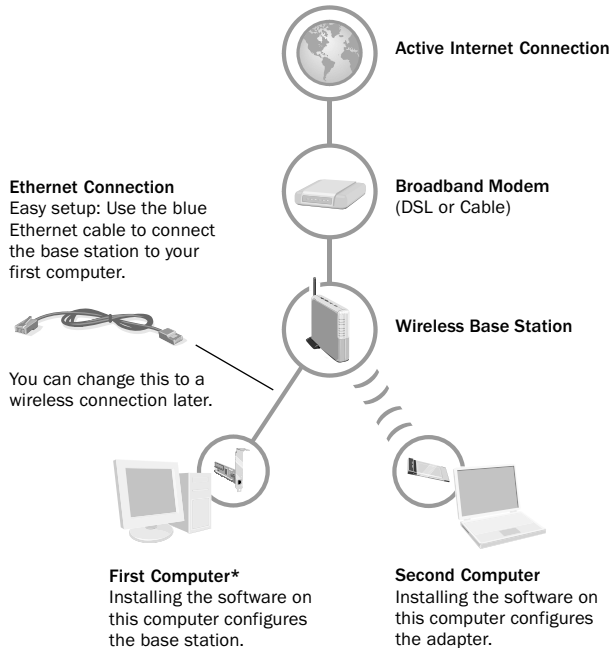 Active Internet Connection
Broadband Modem
(DSL or Cable)
Ethernet Connection
Easy setup: Use the blue
Ethernet cable to connect
the base station to your
first computer.
You can change this to a
wireless connection later.
Wireless Base Station
First Computer*
Installing the software on
this computer configures
the base station.
Second Computer
Installing the software on
this computer configures
the adapter.